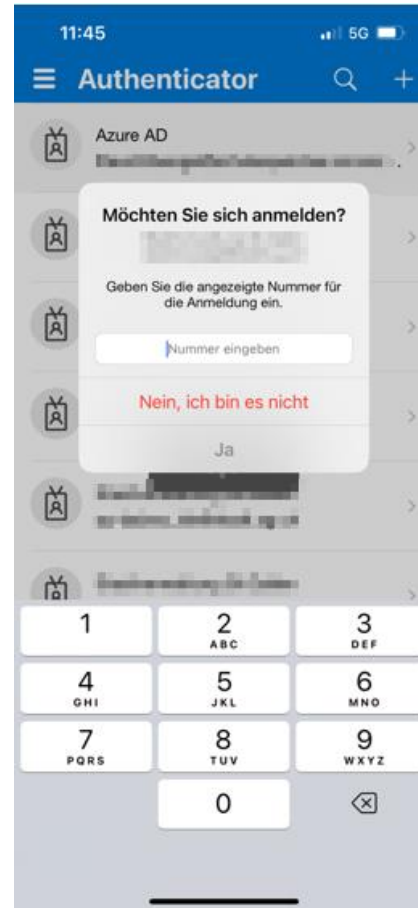 11:45
5G
Authenticator
Azure AD
Möchten Sie sich anmelden?
Geben Sie die angezeigte Nummer für
die Anmeldung ein.
Nummer eingeben
Nein, ich bin es nicht
Ja
1
2
ABC
3
DEF
4
GHI
5
JKL
6
MNO
7
PQRS
8
TUV
9
WXYZ
0